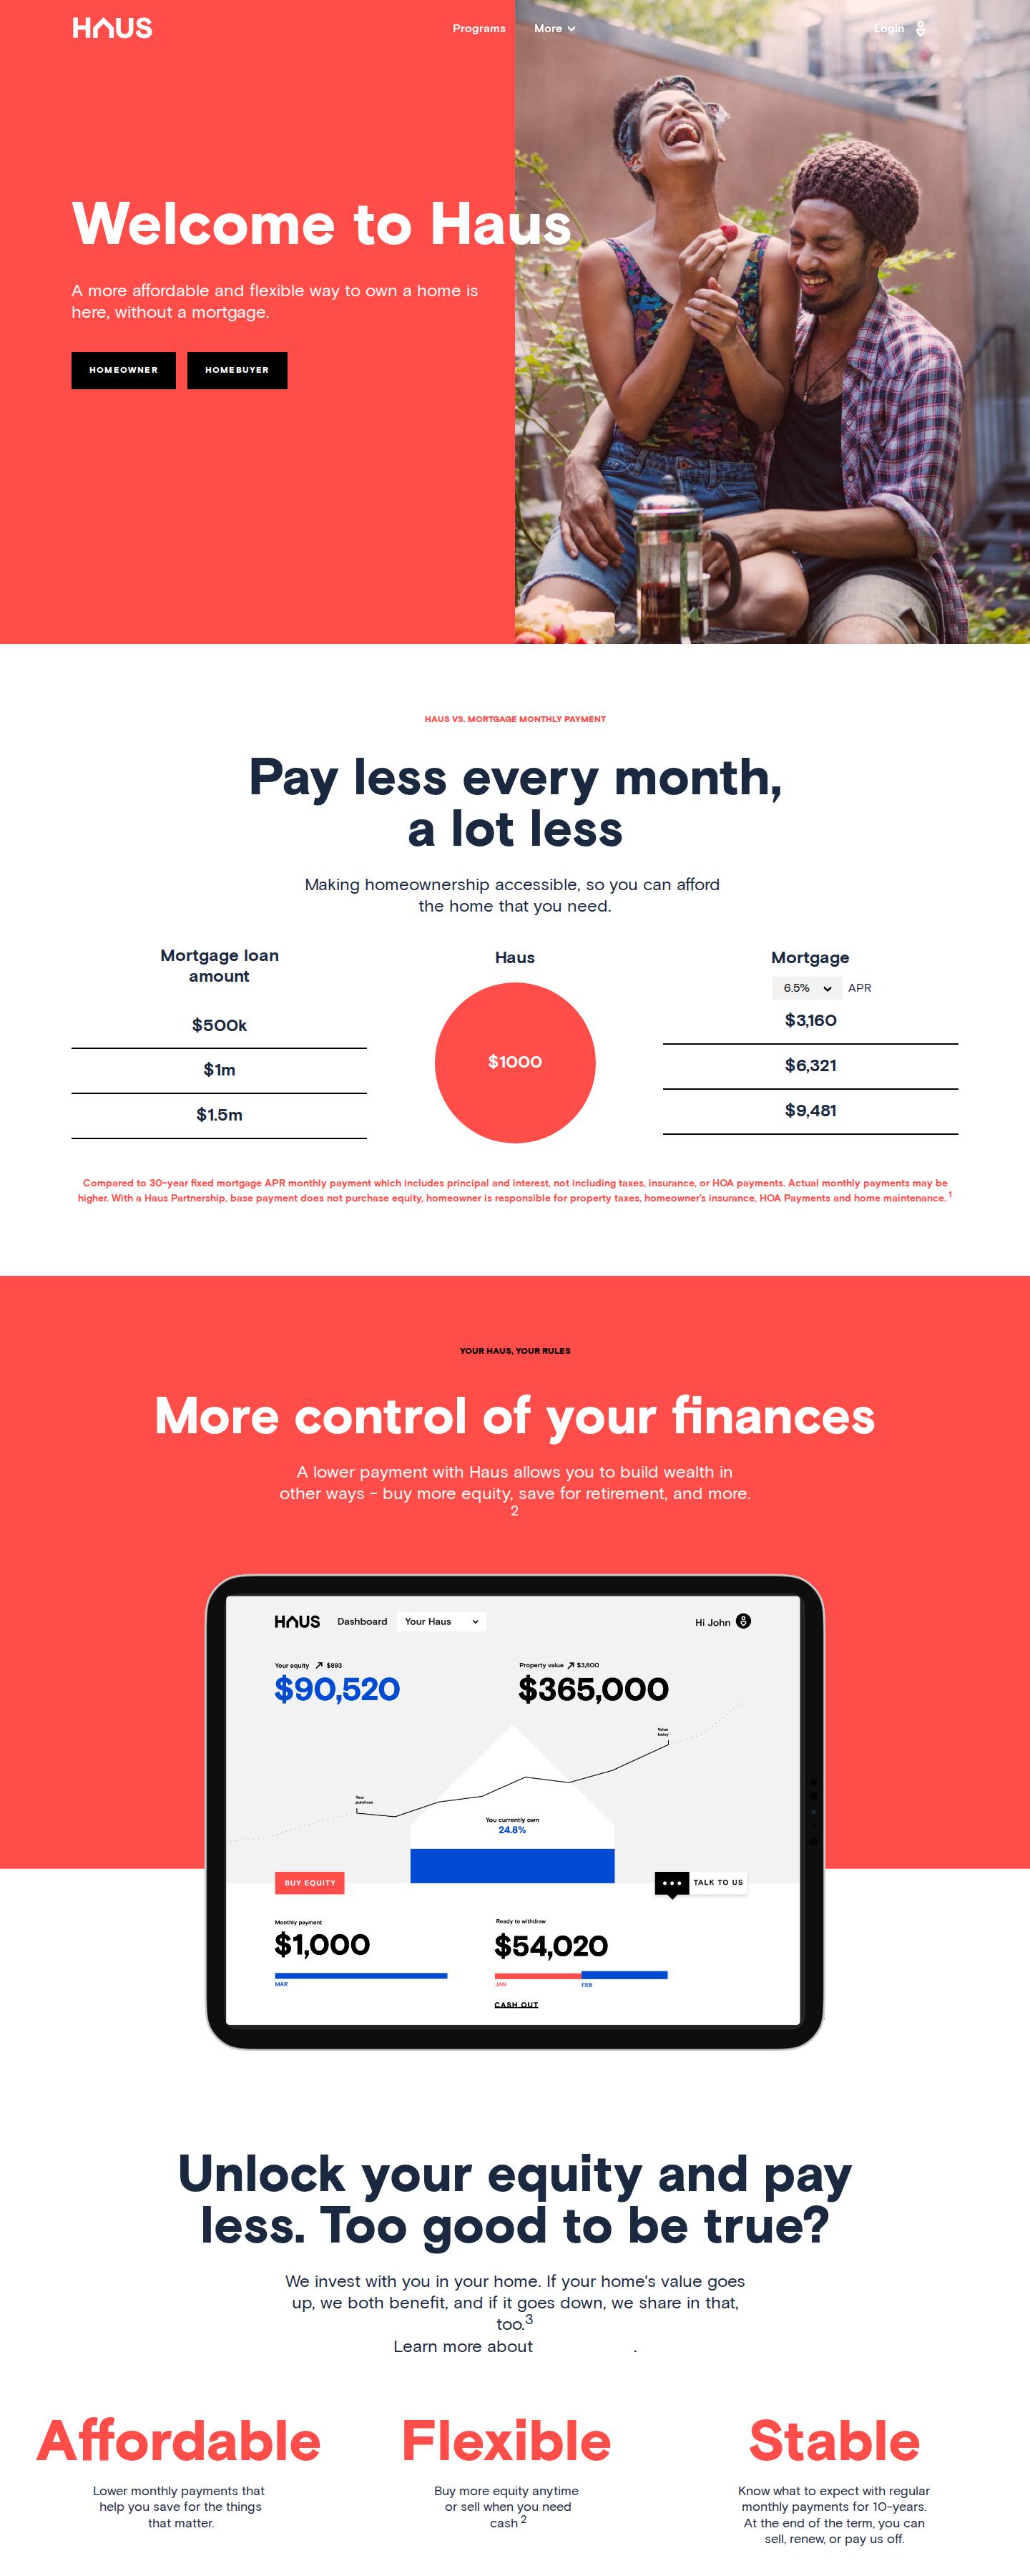 HAUS
Programs
More
Login
Welcome to Haus
A more affordable and flexible way to own a home is
here, without a mortgage.
HOMEOWNER
HOMEBUYER
HAUS VS. MORTGAGE MONTHLY PAYMENT
Pay less every month,
a lot less
Making homeownership accessible, so you can afford
the home that you need.
Mortgage loan
amount
$500k
$1m
$1.5m
Haus
$1000
Mortgage
6.5%
APR
$3,160
$6,321
$9,481
Compared to 30-year fixed mortgage APR monthly payment which includes principal and interest, not including taxes, insurance, or HOA payments. Actual monthly payments may be
higher. With a Haus Partnership, base payment does not purchase equity, homeowner is responsible for property taxes, homeowner's insurance, HOA Payments and home maintenance. 1
YOUR HAUS, YOUR RULES
More control of your finances
A lower payment with Haus allows you to build wealth in
other ways - buy more equity, save for retirement, and more.
2
HAUS
Dashboard
Your Haus
Hi John
Your equity
$893
$90,520
Property value
$3,600
$365,000
Value
today
Your
purchase
You currently own
24.8%
BUY EQUITY
TALK TO US
Monthly payment
$1,000
MAR
Ready to withdraw
$54,020
JAN
FEB
CASH OUT
Unlock your equity and pay
less. Too good to be true?
We invest with you in your home. If your home's value goes
up, we both benefit, and if it goes down, we share in that,
too.3
Learn more about .
Affordable
Lower monthly payments that
help you save for the things
that matter.
Flexible
Buy more equity anytime
or sell when you need
cash 2
Stable
Know what to expect with regular
monthly payments for 10-years.
At the end of the term, you can
sell, renew, or pay us off.